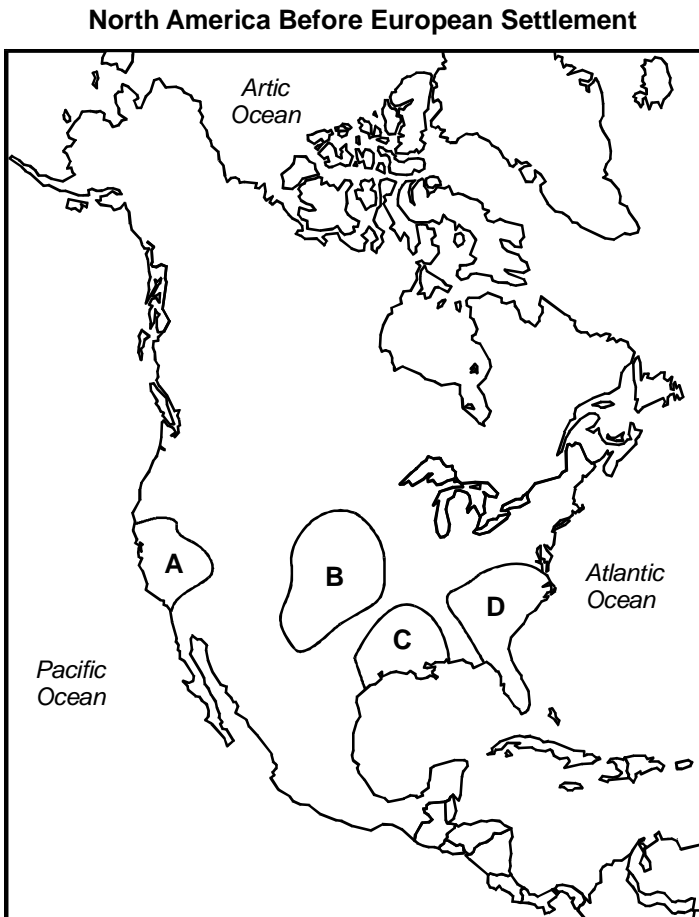 North America Before European Settlement
Artic
Ocean
A
B
C
D
Atlantic
Ocean
Pacific
Ocean